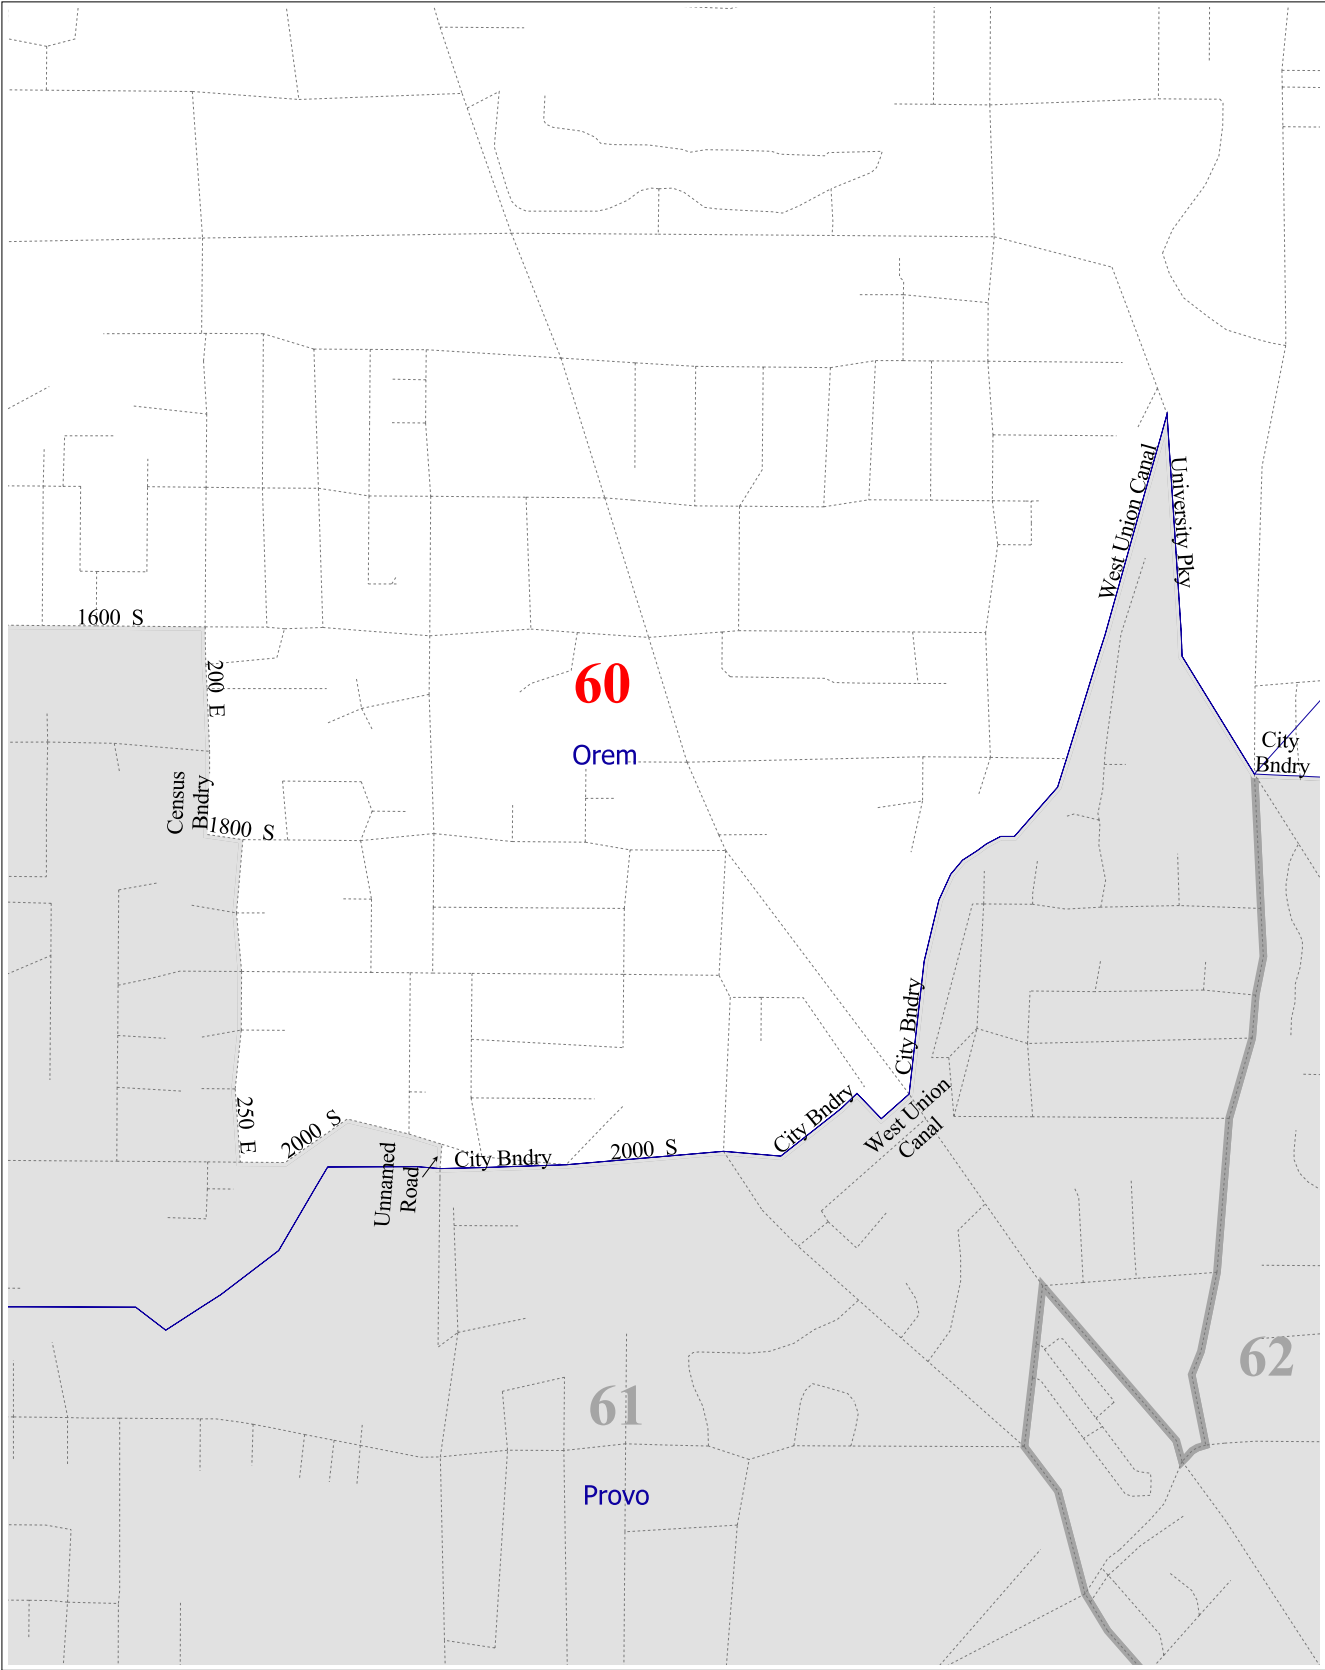 West Union Canal
University Pky
1600 S
200 E
60
Orem
City
Bndry
Census
Bndry
1800 S
City Bndry
250 E
2000 S
Unnamed
Road
City Bndry
2000 S
City Bndry
West Union
Canal
62
61
Provo